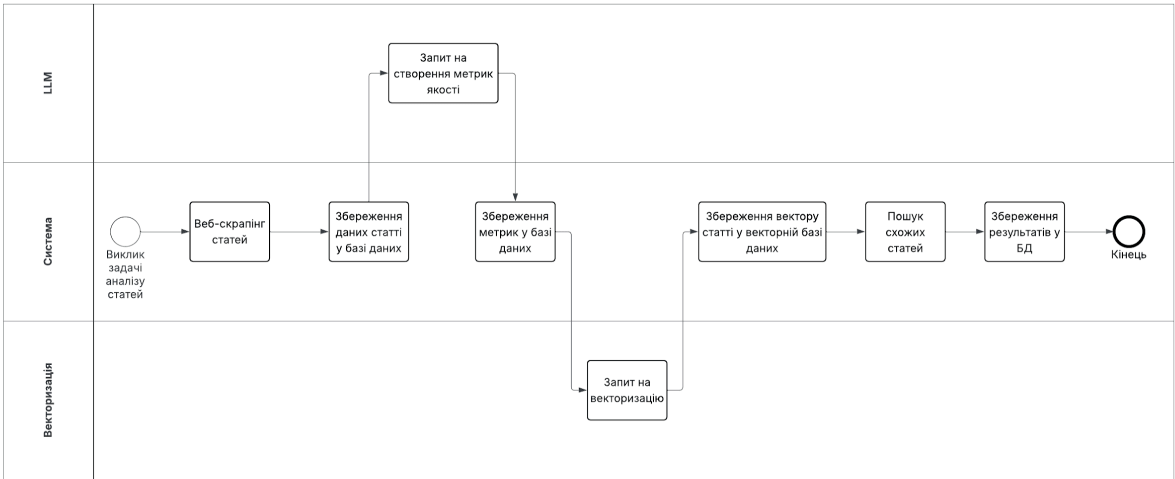 LLM
Запит на
створення метрик
якості
Система
Виклик
задачі
аналізу
статей
Веб-скрапінг
статей
Збереження
даних статті
у базі даних
Збереження
метрик у базі
даних
Збереження вектору
статті у векторній базі
даних
Пошук
схожих
статей
Збереження
результатів у
БД
Кінець
Векторизація
Запит на
векторизацію